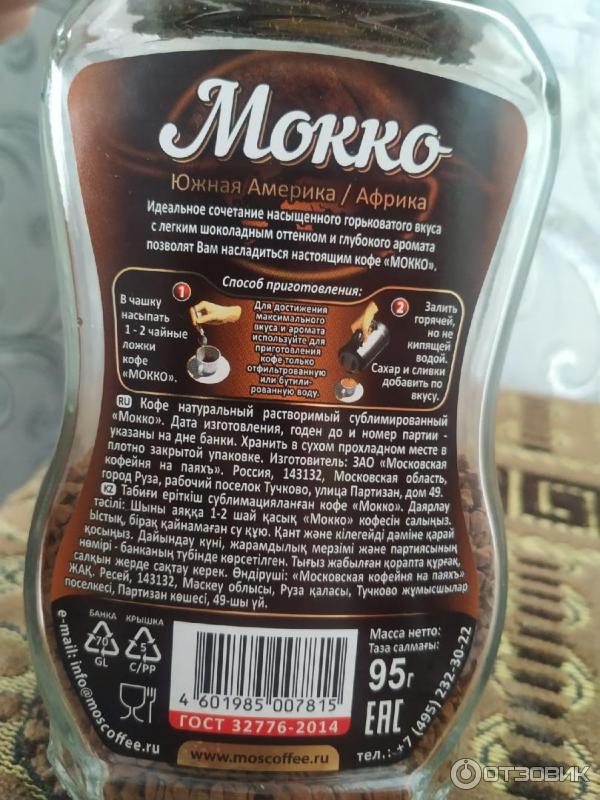 Мокко
Южная Америка / Африка
Идеальное сочетание насыщенного горьковатого вкуса
с легким шоколадным оттенком и глубокого аромата
позволят Вам насладиться настоящим кофе «МОККО».
Способ приготовления:
1
В чашку
насыпать
1 - 2 чайные
ложки
кофе
«МОККО».
Для достижения
максимального
вкуса и аромата
используйте для
приготовления
кофе только
отфильтрованную
или бутили-
рованную воду.
2
Залить
горячей,
но не
кипящей
водой.
Сахар и сливки
добавить по
вкусу.
RU Кофе натуральный растворимый сублимированный
«Мокко». Дата изготовления, годен до и номер партии -
указаны на дне банки. Хранить в сухом прохладном месте в
плотно закрытой упаковке. Изготовитель: ЗАО «Московская
кофейня на паяхъ». Россия, 143132, Московская область,
город Руза, рабочий поселок Тучково, улица Партизан, дом 49.
KZ Табиғи еріткіш сублимацияланған кофе «Мокко». Даярлау
тәсілі: Шыны аяққа 1-2 шай қасық «Мокко» кофесін салыңыз.
Ыстық, бірақ қайнамаған су құю. Қант және кілегейді дәміне қарай
қосыңыз. Дайындау күні, жарамдылық мерзімі және партиясының
нөмірі - банканың түбінде көрсетілген. Тығыз жабылған қорапта құрғақ,
салқын жерде сақтау керек. Өндіруші: «Московская кофейня на паяхъ»
ЖАҚ. Ресей, 143132, Маскеу облысы, Руза қаласы, Тучково жұмысшылар
поселкесі, Партизан көшесі, 49-шы үй.
БАНКА
КРЫШКА
70
GL
5
C/PP
4 601985 007815
ГОСТ 32776-2014
Масса нетто:
Таза салмағы:
95г
EAC
e-mail: info@moscoffee.ru
www.moscoffee.ru
тел.: +7 (495) 232-30-22
ОТЗОВИК